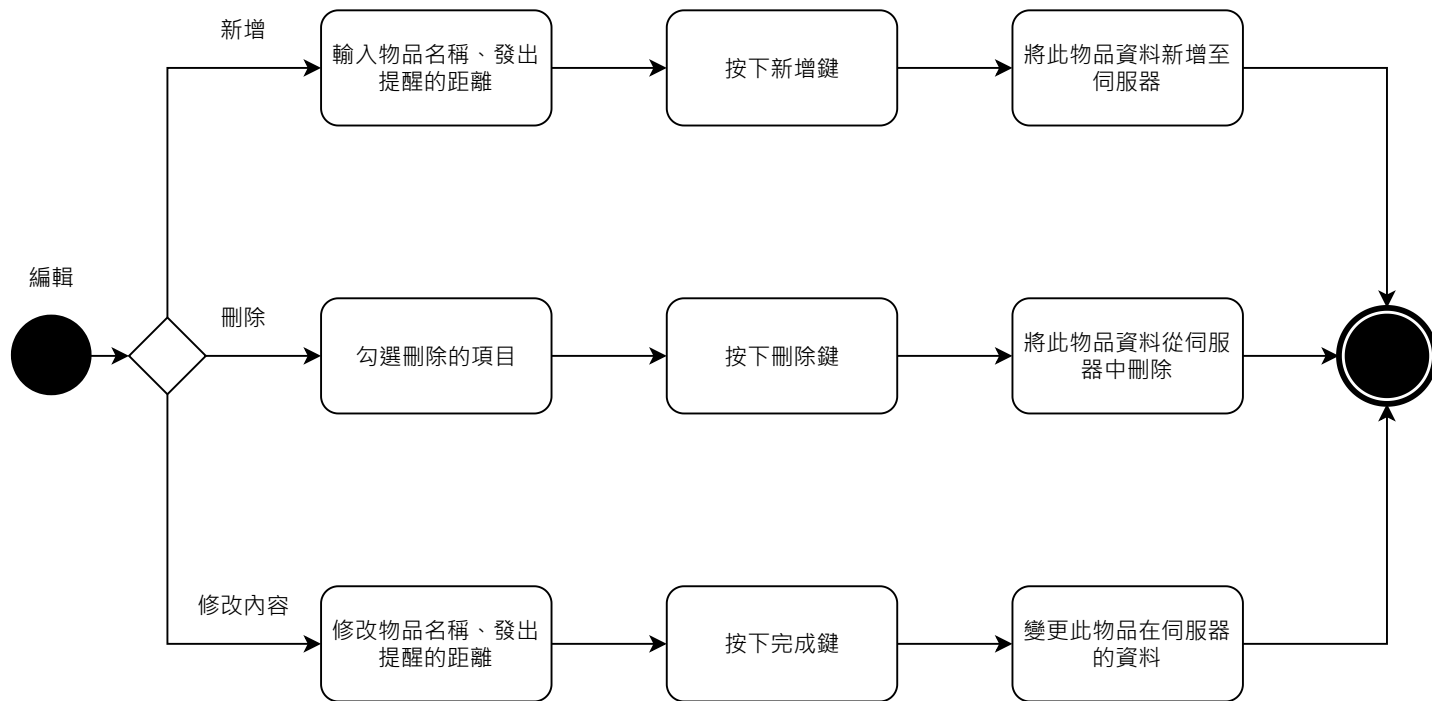 新增
輸入物品名稱、發出
提醒的距離
按下新增鍵
將此物品資料新增至
伺服器
編輯
刪除
勾選刪除的項目
按下刪除鍵
將此物品資料從伺服
器中刪除
修改內容
修改物品名稱、發出
提醒的距離
按下完成鍵
變更此物品在伺服器
的資料